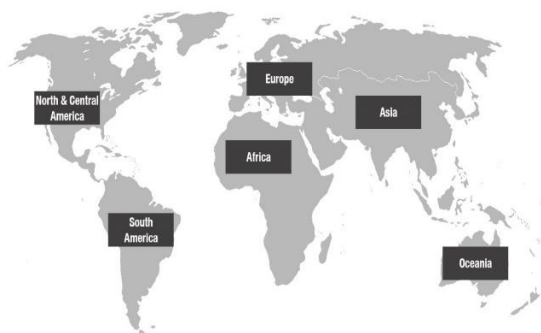 Europe
North & Central
America
Asia
Africa
South
America
Oceania